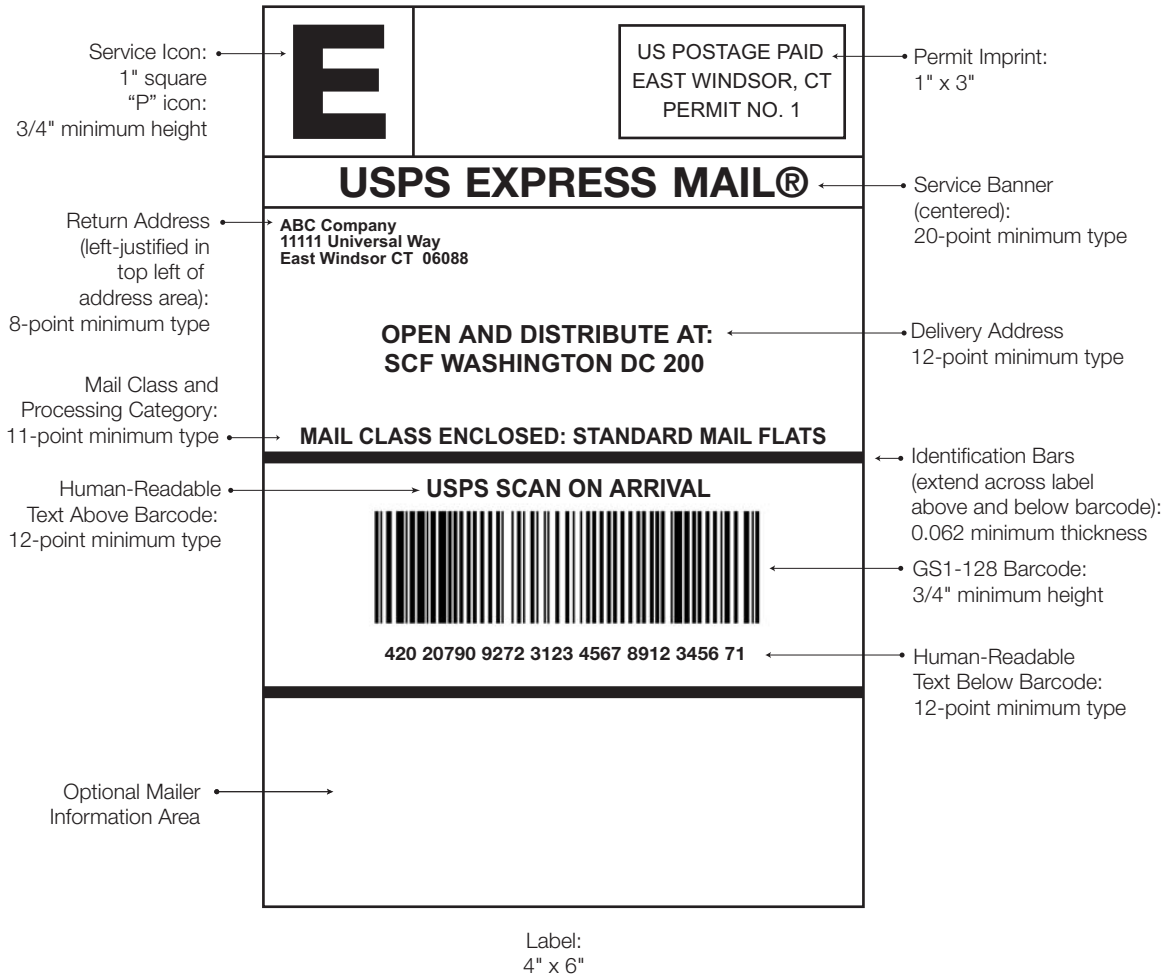 Service Icon:
1" square
“P” icon:
3/4" minimum height
E
US POSTAGE PAID
EAST WINDSOR, CT
PERMIT NO. 1
Permit Imprint:
1" x 3"
USPS EXPRESS MAIL®
Service Banner
(centered):
20-point minimum type
Return Address
(left-justified in
top left of
address area):
8-point minimum type
ABC Company
11111 Universal Way
East Windsor CT 06088
OPEN AND DISTRIBUTE AT:
SCF WASHINGTON DC 200
Delivery Address
12-point minimum type
Mail Class and
Processing Category:
11-point minimum type
MAIL CLASS ENCLOSED: STANDARD MAIL FLATS
Identification Bars
(extend across label
above and below barcode):
0.062 minimum thickness
Human-Readable
Text Above Barcode:
12-point minimum type
USPS SCAN ON ARRIVAL
GS1-128 Barcode:
3/4" minimum height
420 20790 9272 3123 4567 8912 3456 71
Human-Readable
Text Below Barcode:
12-point minimum type
Optional Mailer
Information Area
Label:
4" x 6"